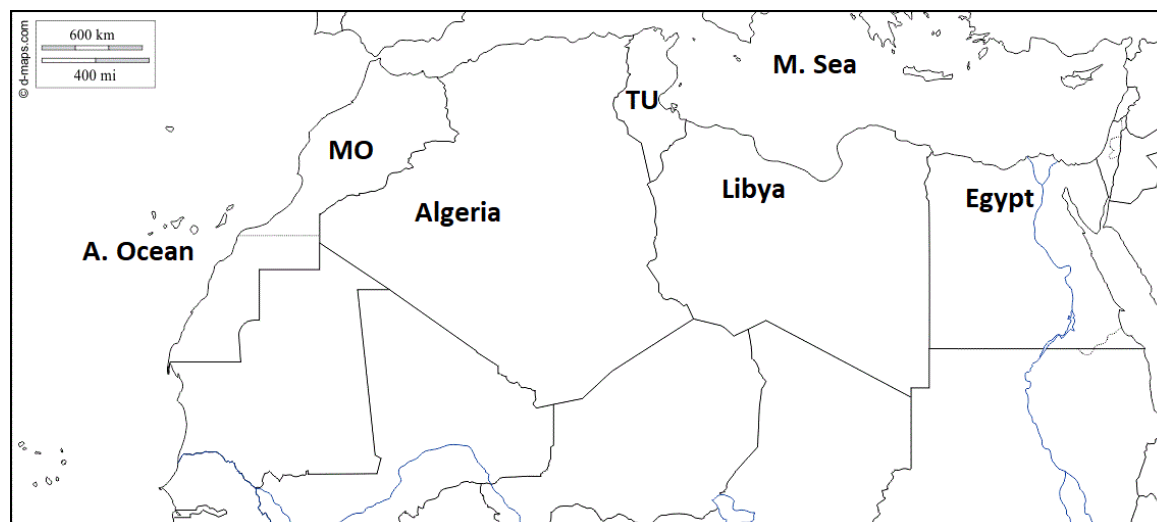 © d-maps.com
600 km
400 mi
M. Sea
TU
MO
Libya
Egypt
Algeria
A. Ocean